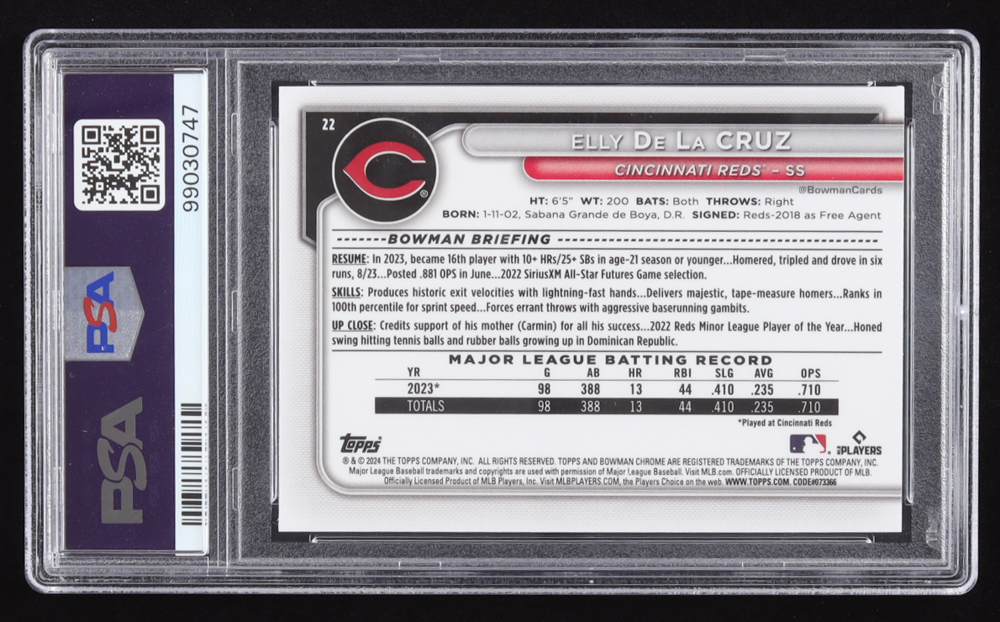 99030747
PSA
PSA
22
ELLY DE LA CRUZ
CINCINNATI REDS™ – SS
@BowmanCards
HT: 6'5" WT: 200 BATS: Both THROWS: Right
BORN: 1-11-02, Sabana Grande de Boya, D.R. SIGNED: Reds-2018 as Free Agent
BOWMAN BRIEFING
RESUME: In 2023, became 16th player with 10+ HRs/25+ SBs in age-21 season or younger...Homered, tripled and drove in six
runs, 8/23...Posted .881 OPS in June...2022 SiriusXM All-Star Futures Game selection.
SKILLS: Produces historic exit velocities with lightning-fast hands...Delivers majestic, tape-measure homers...Ranks in
100th percentile for sprint speed...Forces errant throws with aggressive baserunning gambits.
UP CLOSE: Credits support of his mother (Carmin) for all his success...2022 Reds Minor League Player of the Year...Honed
swing hitting tennis balls and rubber balls growing up in Dominican Republic.
MAJOR LEAGUE BATTING RECORD
YR G AB HR RBI SLG AVG OPS
2023* 98 388 13 44 .410 .235 .710
TOTALS 98 388 13 44 .410 .235 .710
*Played at Cincinnati Reds
Topps
MLB PLAYERS
® & © 2024 THE TOPPS COMPANY, INC. ALL RIGHTS RESERVED. TOPPS AND BOWMAN CHROME ARE REGISTERED TRADEMARKS OF THE TOPPS COMPANY, INC.
Major League Baseball trademarks and copyrights are used with permission of Major League Baseball. Visit MLB.com. OFFICIALLY LICENSED PRODUCT OF MLB.
Officially Licensed Product of MLB Players, Inc. Visit MLBPLAYERS.COM, the Players Choice on the web. WWW.TOPPS.COM. CODE#073366